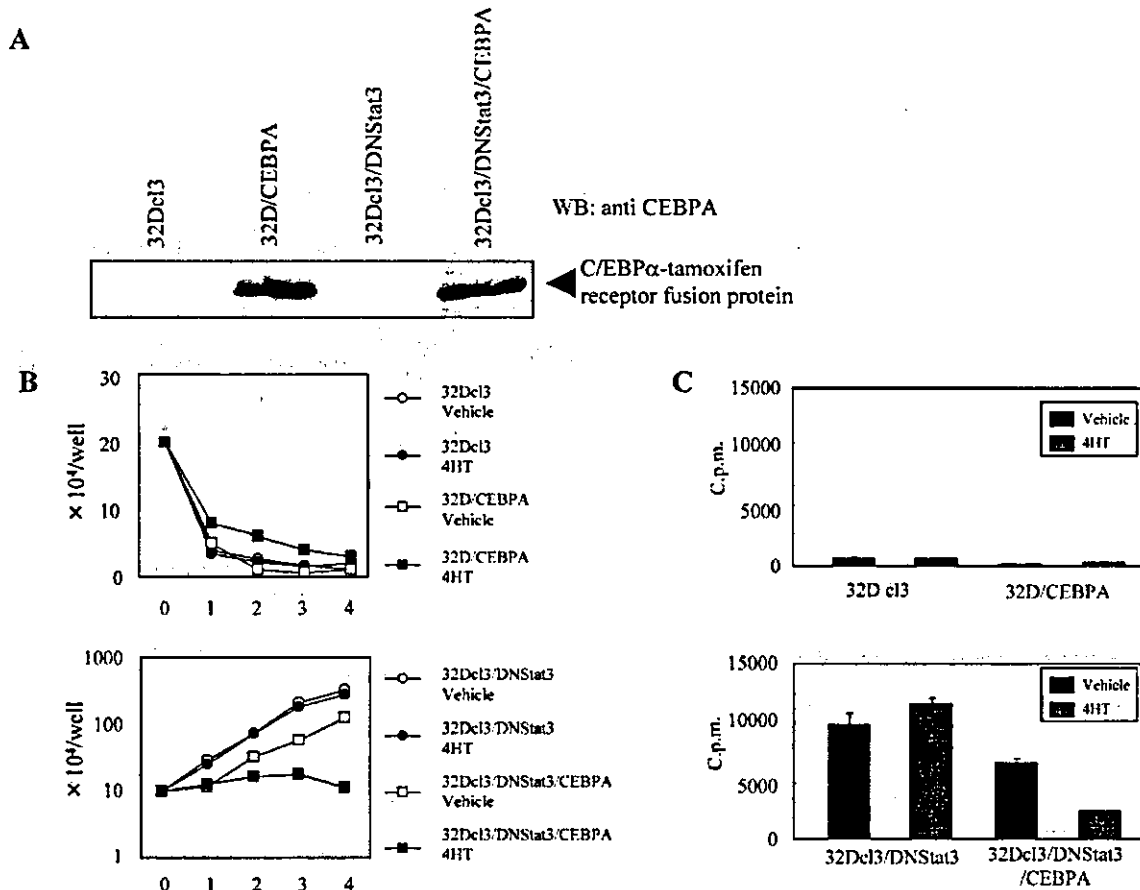 A
32Dcl3
32D/CEBPA
32Dcl3/DNStat3
32Dcl3/DNStat3/CEBPA
WB: anti CEBPA
C/EBPα-tamoxifen
receptor fusion protein
B
× 10⁴/well
30
20
10
0
0 1 2 3 4
32Dcl3
Vehicle
32Dcl3
4HT
32D/CEBPA
Vehicle
32D/CEBPA
4HT
× 10⁴/well
1000
100
10
1
0 1 2 3 4
32Dcl3/DNStat3
Vehicle
32Dcl3/DNStat3
4HT
32Dcl3/DNStat3/CEBPA
Vehicle
32Dcl3/DNStat3/CEBPA
4HT
C
C.p.m.
15000
10000
5000
0
Vehicle
4HT
32D cl3
32D/CEBPA
C.p.m.
15000
10000
5000
0
Vehicle
4HT
32Dcl3/DNStat3
32Dcl3/DNStat3
/CEBPA